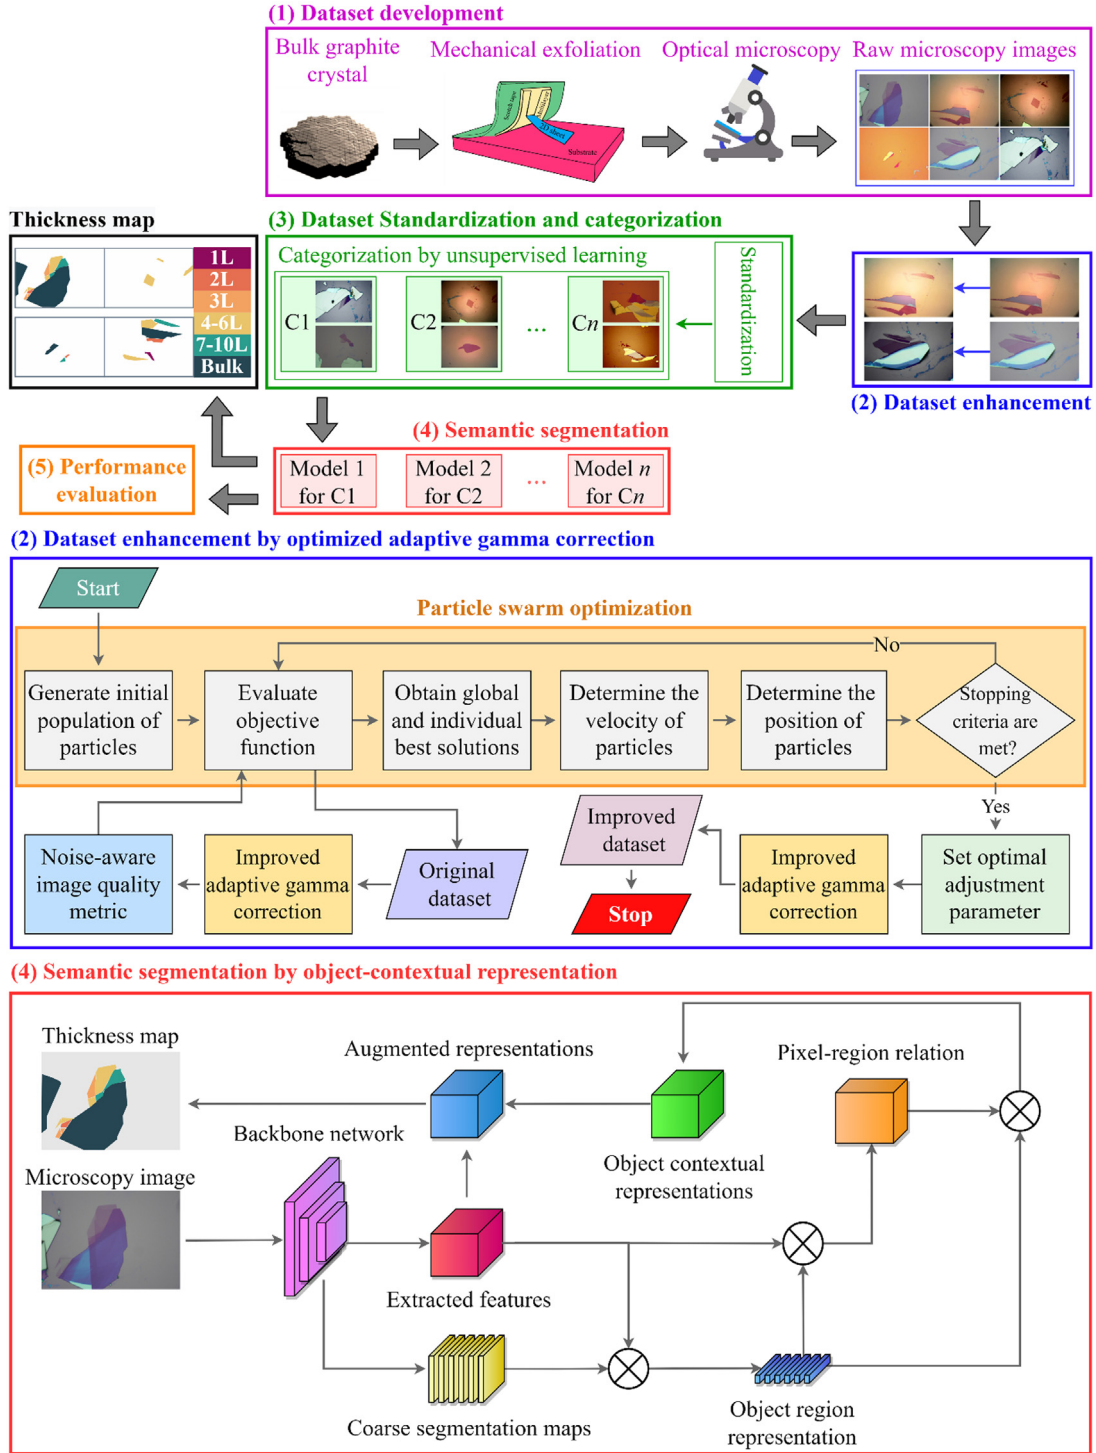 (1) Dataset development
Bulk graphite
crystal
Mechanical exfoliation
Optical microscopy
Raw microscopy images
Scotch tape
2D sheet
Substrate
Thickness map
1L
2L
3L
4-6L
7-10L
Bulk
(3) Dataset Standardization and categorization
Categorization by unsupervised learning
C1
C2
...
Cn
Standardization
(2) Dataset enhancement
(4) Semantic segmentation
Model 1
for C1
Model 2
for C2
...
Model n
for Cn
(5) Performance
evaluation
(2) Dataset enhancement by optimized adaptive gamma correction
Start
Particle swarm optimization
No
Generate initial
population of
particles
Evaluate
objective
function
Obtain global
and individual
best solutions
Determine the
velocity of
particles
Determine the
position of
particles
Stopping
criteria are
met?
Yes
Noise-aware
image quality
metric
Improved
adaptive gamma
correction
Original
dataset
Improved
dataset
Stop
Improved
adaptive gamma
correction
Set optimal
adjustment
parameter
(4) Semantic segmentation by object-contextual representation
Thickness map
Augmented representations
Pixel-region relation
Backbone network
Microscopy image
Object contextual
representations
Extracted features
Coarse segmentation maps
Object region
representation